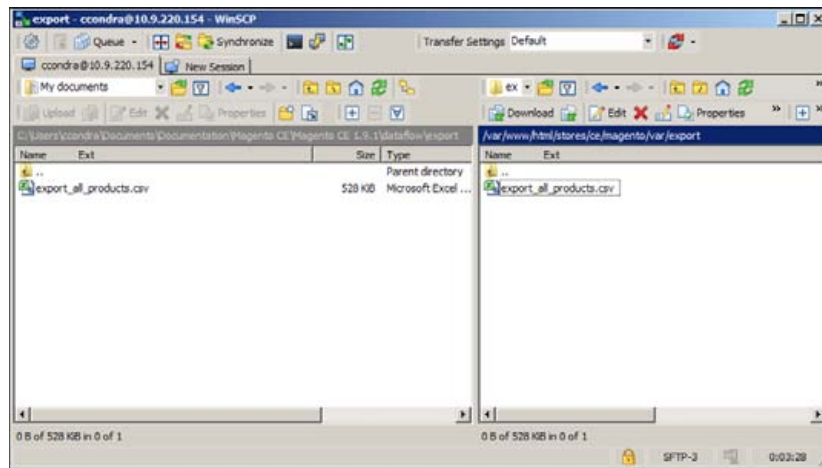 export - ccondra@10.9.220.154 - WinSCP
Queue
Synchronize
Transfer Settings Default
ccondra@10.9.220.154
New Session
My documents
ex
Upload
Edit
Properties
Download
Edit
Properties
C:\Users\ccondra\Documents\Documentation\Magento CE\Magento CE 1.9.1\dataflow\export
/var/www/html/stores/ce/magento/var/export
Name Ext Size Type
Name Ext
.. Parent directory
..
export_all_products.csv 528 KiB Microsoft Excel ...
export_all_products.csv
0 B of 528 KiB in 0 of 1
0 B of 528 KiB in 0 of 1
SFTP-3
0:03:28